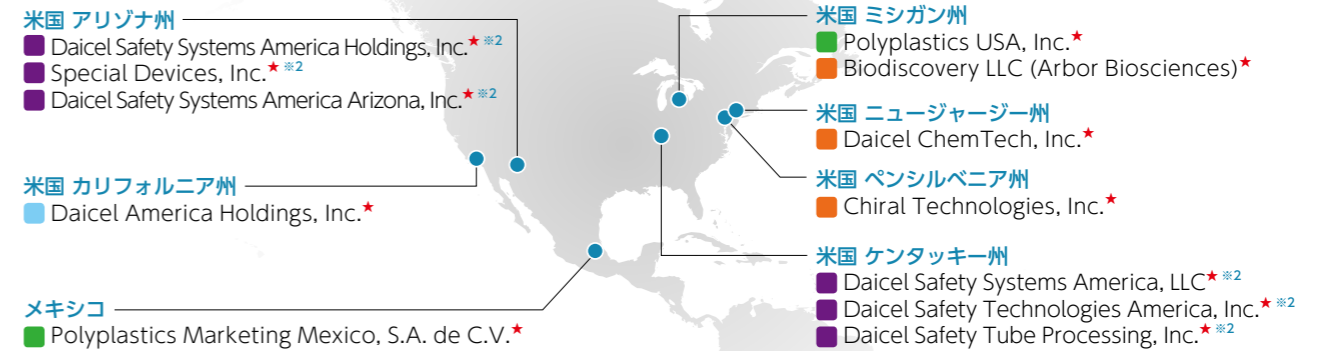 米国 アリゾナ州
Daicel Safety Systems America Holdings, Inc.★ ※2
Special Devices, Inc.★ ※2
Daicel Safety Systems America Arizona, Inc.★ ※2
米国 カリフォルニア州
Daicel America Holdings, Inc.★
メキシコ
Polyplastics Marketing Mexico, S.A. de C.V.★
米国 ミシガン州
Polyplastics USA, Inc.★
Biodiscovery LLC (Arbor Biosciences)★
米国 ニュージャージー州
Daicel ChemTech, Inc.★
米国 ペンシルベニア州
Chiral Technologies, Inc.★
米国 ケンタッキー州
Daicel Safety Systems America, LLC★ ※2
Daicel Safety Technologies America, Inc.★ ※2
Daicel Safety Tube Processing, Inc.★ ※2